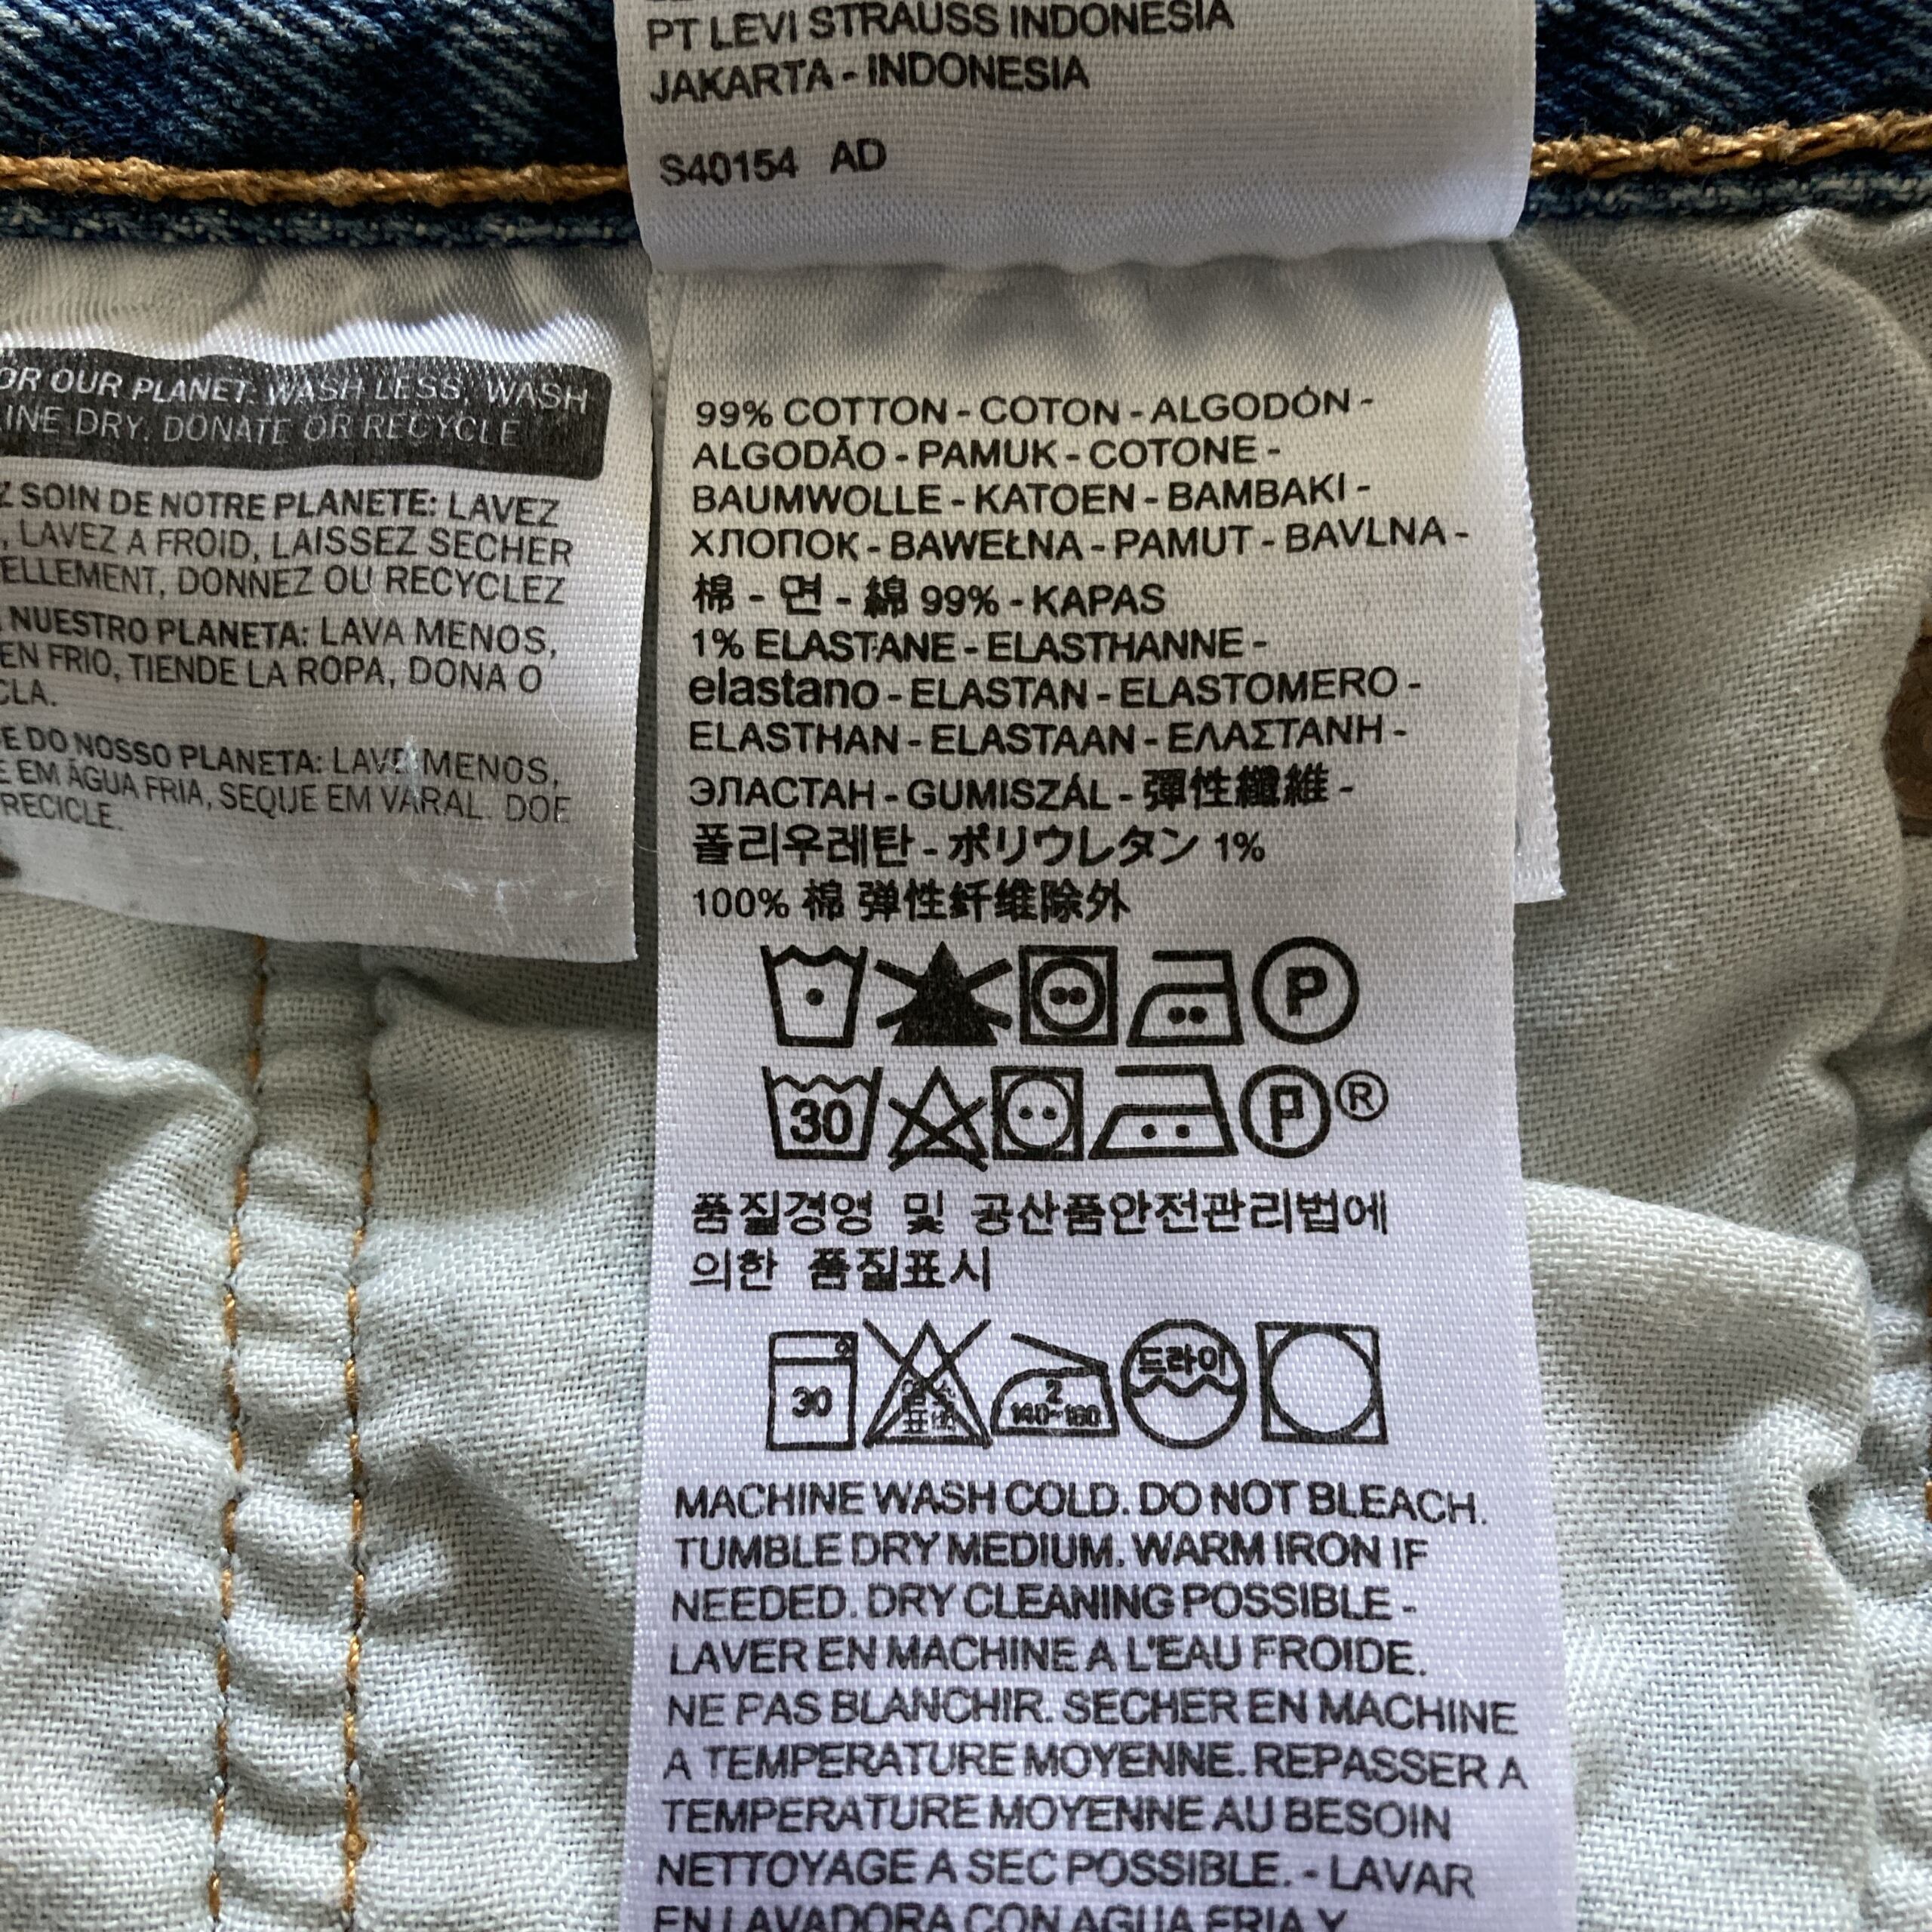 PT LEVI STRAUSS INDONESIA
JAKARTA - INDONESIA
S40154 AD
OR OUR PLANET: WASH LESS, WASH
LINE DRY, DONATE OR RECYCLE
SOIN DE NOTRE PLANETE: LAVEZ
, LAVEZ A FROID, LAISSEZ SECHER
ELLEMENT, DONNEZ OU RECYCLEZ
NUESTRO PLANETA: LAVA MENOS,
EN FRIO, TIENDE LA ROPA, DONA O
CLA.
E DO NOSSO PLANETA: LAVE MENOS,
E EM ÁGUA FRIA, SEQUE EM VARAL. DOE
RECICLE.
99% COTTON - COTON - ALGODÓN -
ALGODÃO - PAMUK - COTONE -
BAUMWOLLE - KATOEN - BAMBAKI -
ХЛОПОК - BAWEŁNA - PAMUT - BAVLNA -
棉 - 면 - 綿 99% - KAPAS
1% ELASTANE - ELASTHANNE -
elastano - ELASTAN - ELASTOMERO -
ELASTHAN - ELASTAAN - ΕΛΑΣΤΑΝΗ -
ЭЛАСТАН - GUMISZÁL - 彈性纖維 -
폴리우레탄 - ポリウレタン 1%
100% 棉 弹性纤维除外
P
30 P ®
품질경영 및 공산품안전관리법에
의한 품질표시
30 2 140~160 드라이
MACHINE WASH COLD. DO NOT BLEACH.
TUMBLE DRY MEDIUM. WARM IRON IF
NEEDED. DRY CLEANING POSSIBLE -
LAVER EN MACHINE A L'EAU FROIDE.
NE PAS BLANCHIR. SECHER EN MACHINE
A TEMPERATURE MOYENNE. REPASSER A
TEMPERATURE MOYENNE AU BESOIN
NETTOYAGE A SEC POSSIBLE. - LAVAR
EN LAVADORA CON AGUA FRIA Y